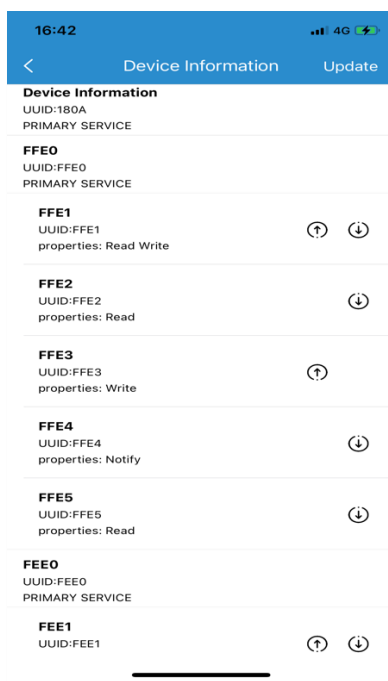 16:42
4G
Device Information
Update
Device Information
UUID:180A
PRIMARY SERVICE
FFE0
UUID:FFE0
PRIMARY SERVICE
FFE1
UUID:FFE1
properties: Read Write
FFE2
UUID:FFE2
properties: Read
FFE3
UUID:FFE3
properties: Write
FFE4
UUID:FFE4
properties: Notify
FFE5
UUID:FFE5
properties: Read
FEE0
UUID:FEE0
PRIMARY SERVICE
FEE1
UUID:FEE1